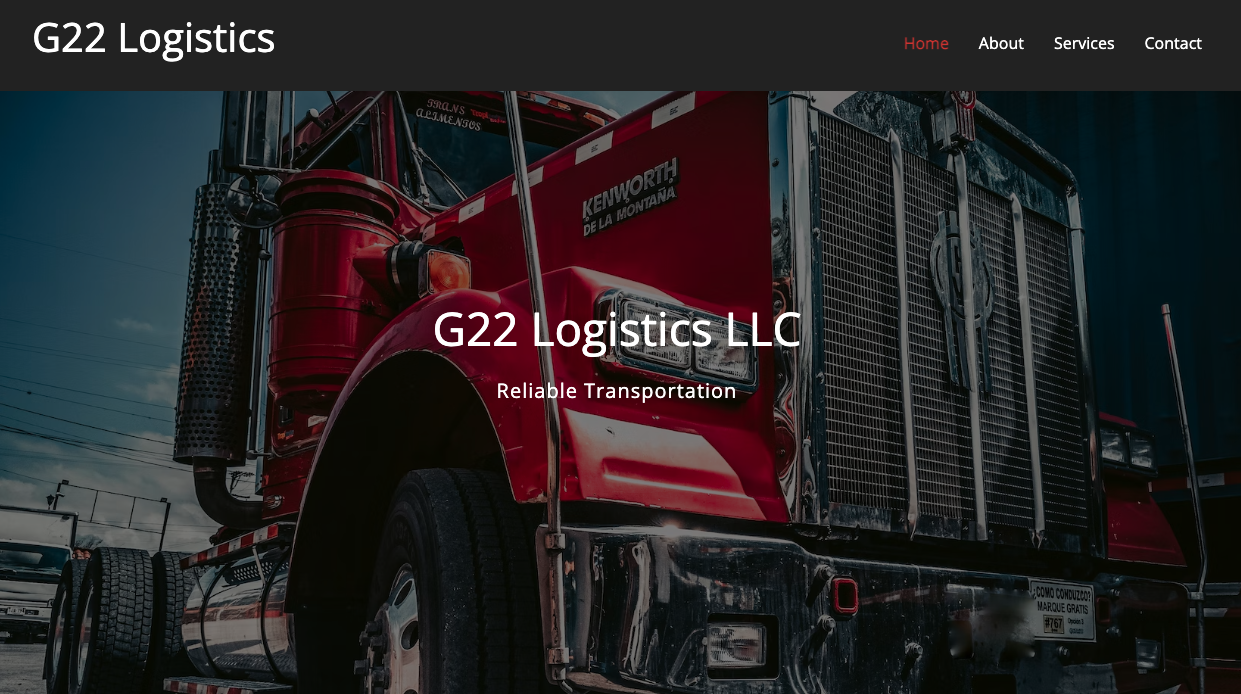 G22 Logistics
Home About Services Contact
TRANS
ALIMENTOS
KENWORTH
DE LA MONTAÑA
G22 Logistics LLC
Reliable Transportation
¿COMO CONDUZCO?
MARQUE GRATIS
#767